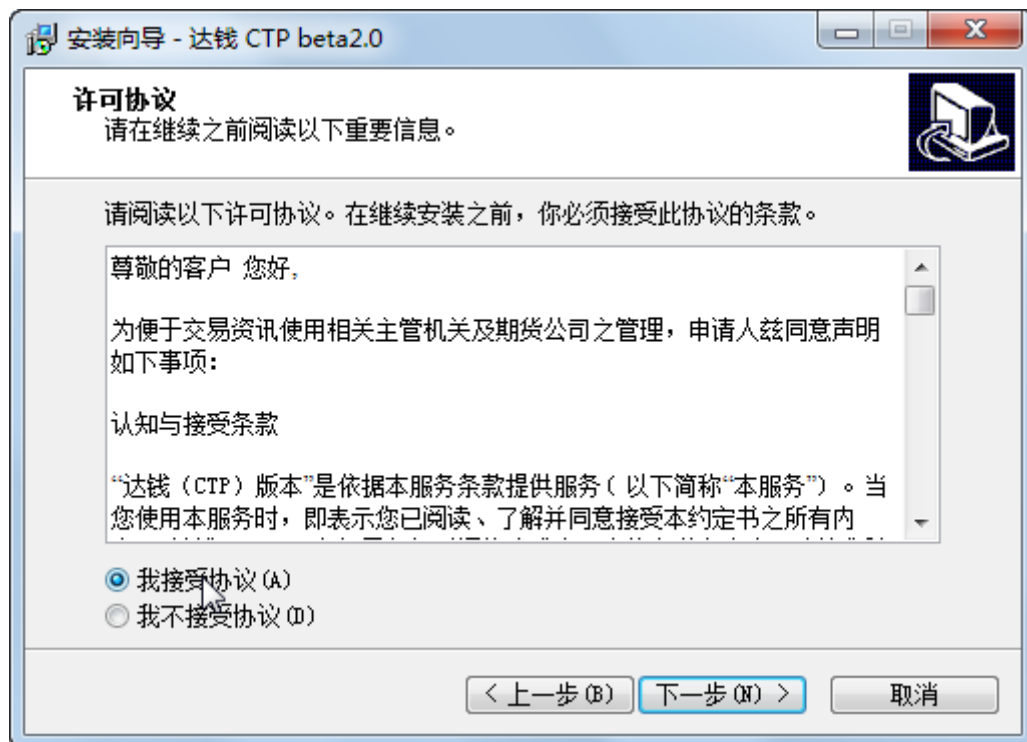 安装向导 - 达钱 CTP beta2.0
许可协议
请在继续之前阅读以下重要信息。
请阅读以下许可协议。在继续安装之前，你必须接受此协议的条款。
尊敬的客户 您好,
为便于交易资讯使用相关主管机关及期货公司之管理，申请人兹同意声明
如下事项:
认知与接受条款
“达钱（CTP）版本”是依据本服务条款提供服务( 以下简称“本服务”) 。当
您使用本服务时，即表示您已阅读、了解并同意接受本约定书之所有内
我接受协议(A)
我不接受协议(D)
< 上一步(B)
下一步(N) >
取消